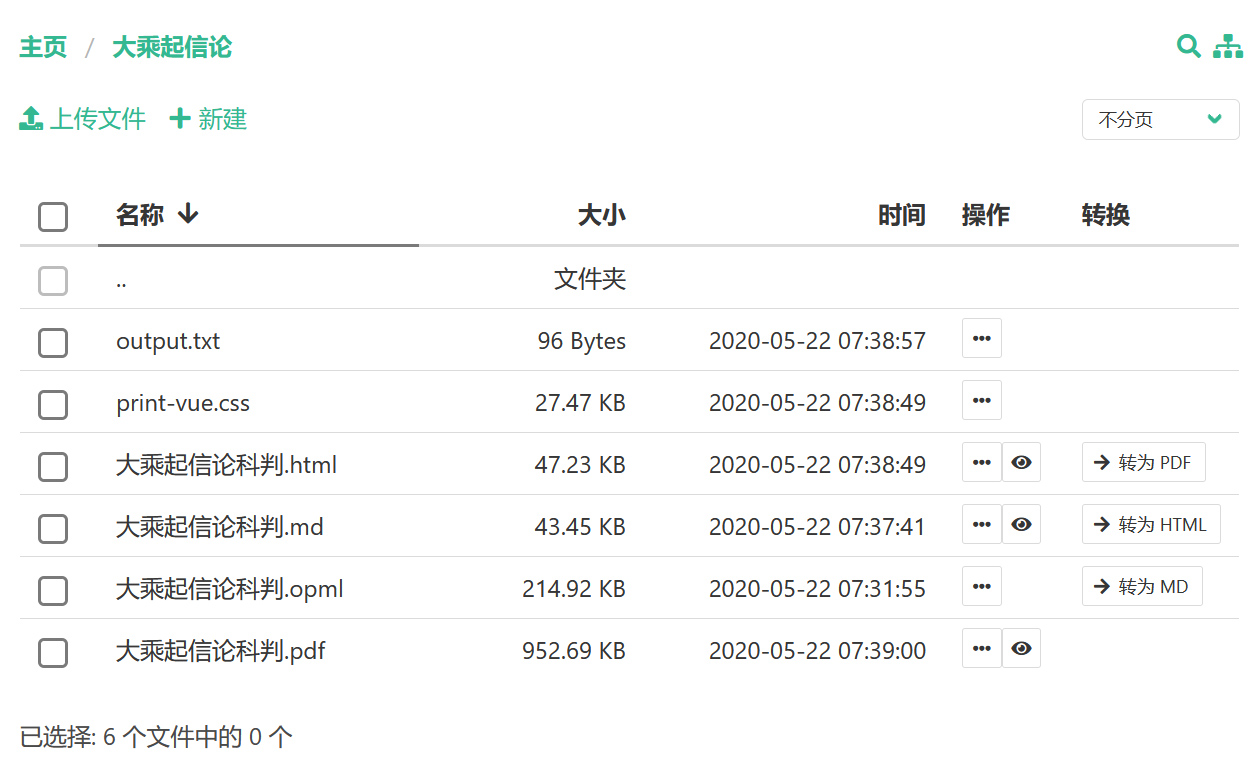 主页 / 大乘起信论
上传文件 新建 不分页
名称 大小 时间 操作 转换
.. 文件夹
output.txt 96 Bytes 2020-05-22 07:38:57
print-vue.css 27.47 KB 2020-05-22 07:38:49
大乘起信论科判.html 47.23 KB 2020-05-22 07:38:49 转为 PDF
大乘起信论科判.md 43.45 KB 2020-05-22 07:37:41 转为 HTML
大乘起信论科判.opml 214.92 KB 2020-05-22 07:31:55 转为 MD
大乘起信论科判.pdf 952.69 KB 2020-05-22 07:39:00
已选择: 6 个文件中的 0 个